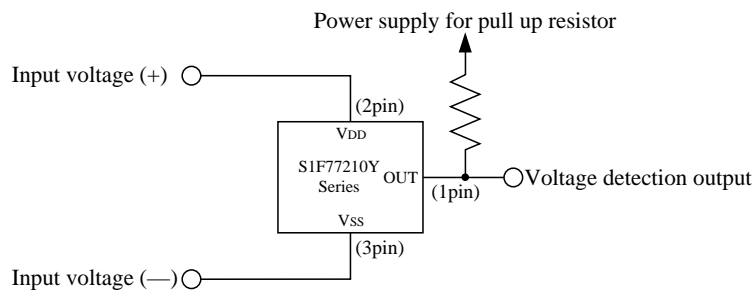 Power supply for pull up resistor
Input voltage (+)
(2pin)
VDD
S1F77210Y
Series
OUT
(1pin)
Voltage detection output
VSS
(3pin)
Input voltage (—)